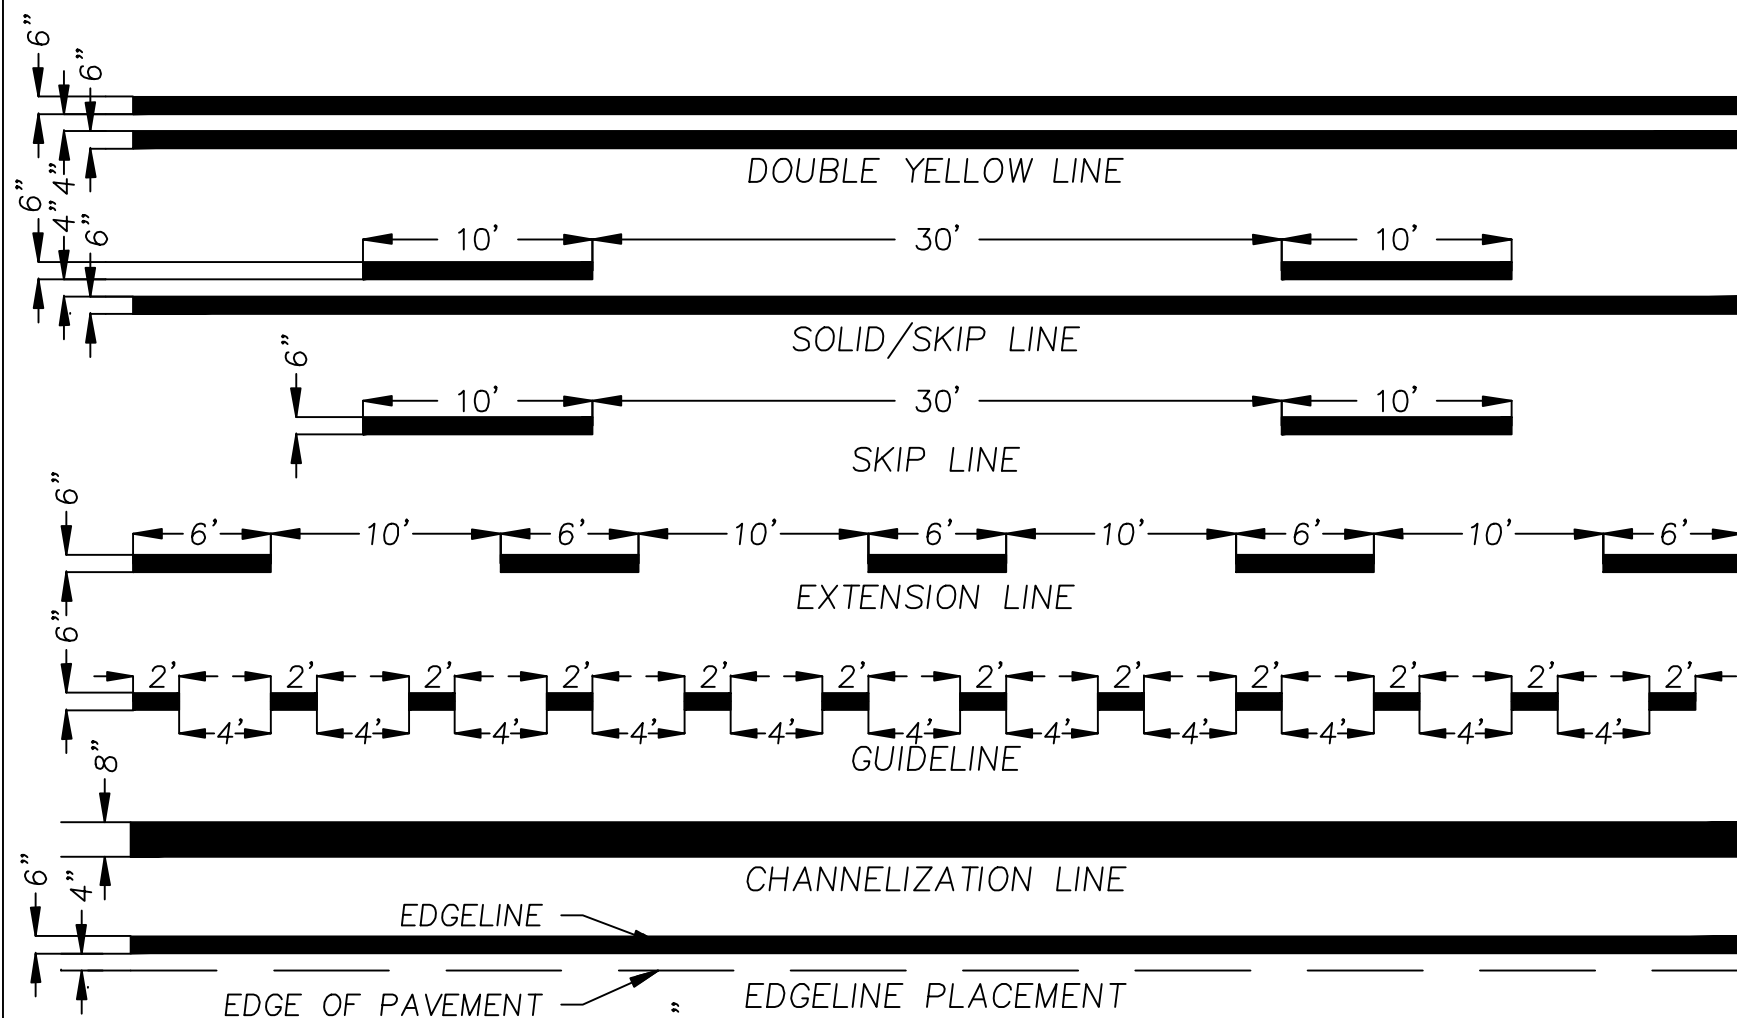 6" 4" 6"
DOUBLE YELLOW LINE
6" 4" 6" 10' 30' 10'
SOLID/SKIP LINE
6" 10' 30' 10'
SKIP LINE
6" 6' 10' 6' 10' 6' 10' 6' 10' 6'
EXTENSION LINE
6" 2' 2' 2' 2' 2' 2' 2' 2' 2' 2' 2' 2'
4' 4' 4' 4' 4' 4' 4' 4' 4' 4' 4'
GUIDELINE
8"
CHANNELIZATION LINE
6" 4"
EDGELINE
EDGE OF PAVEMENT
EDGELINE PLACEMENT
"